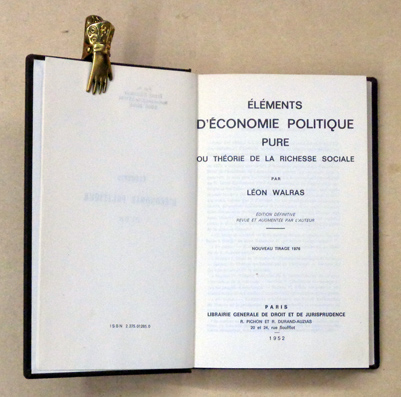 ÉLÉMENTS
D'ÉCONOMIE POLITIQUE
PURE
OU THÉORIE DE LA RICHESSE SOCIALE
PAR
LÉON WALRAS
ÉDITION DÉFINITIVE
REVUE ET AUGMENTÉE PAR L'AUTEUR
NOUVEAU TIRAGE 1976
PARIS
LIBRAIRIE GENERALE DE DROIT ET DE JURISPRUDENCE
R. PICHON ET R. DURAND-AUZIAS
20 et 24, rue Soufflot
1952
ISBN